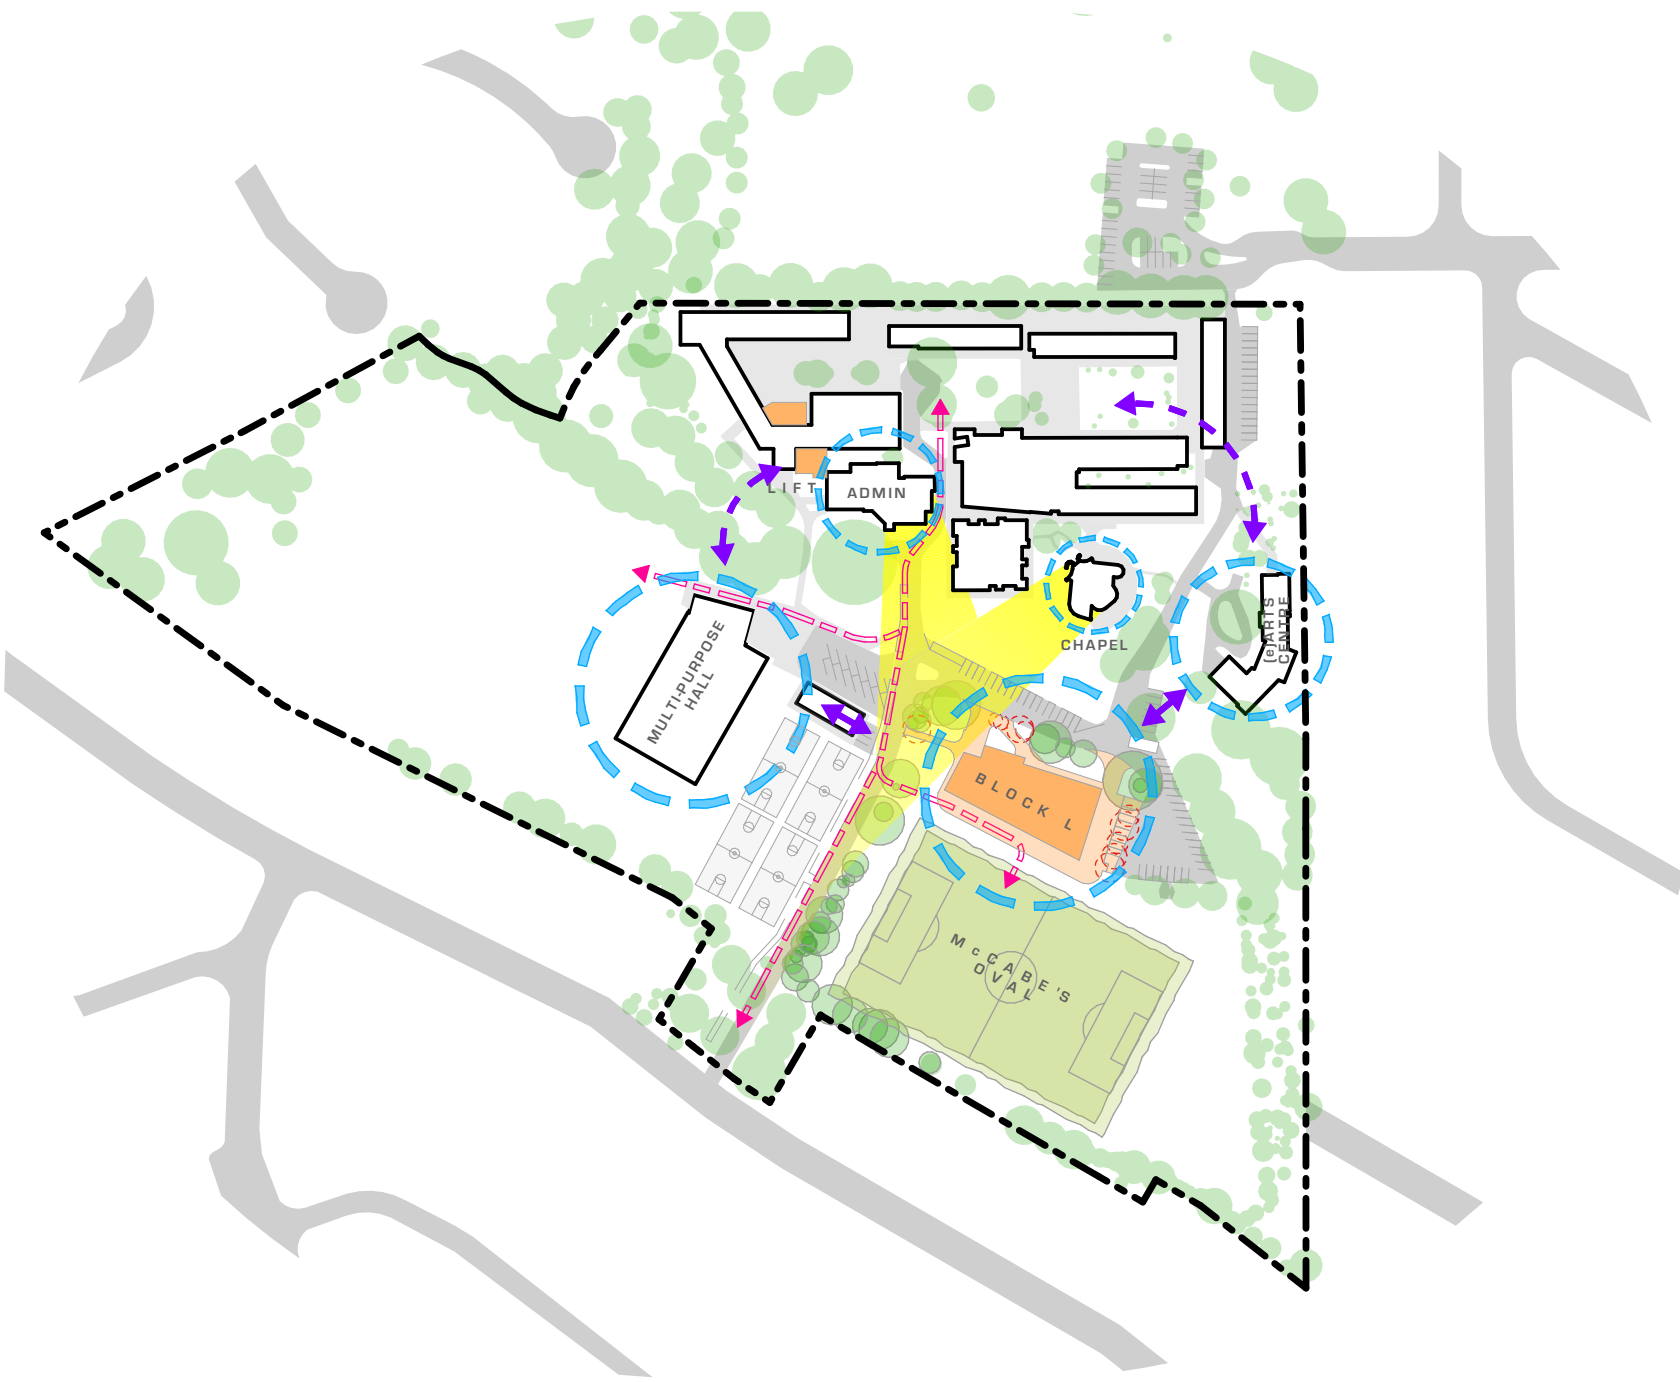 LIFT
ADMIN
(e)ARTS
CENTRE
CHAPEL
MULTI-PURPOSE
HALL
BLOCK L
McCABE'S
OVAL